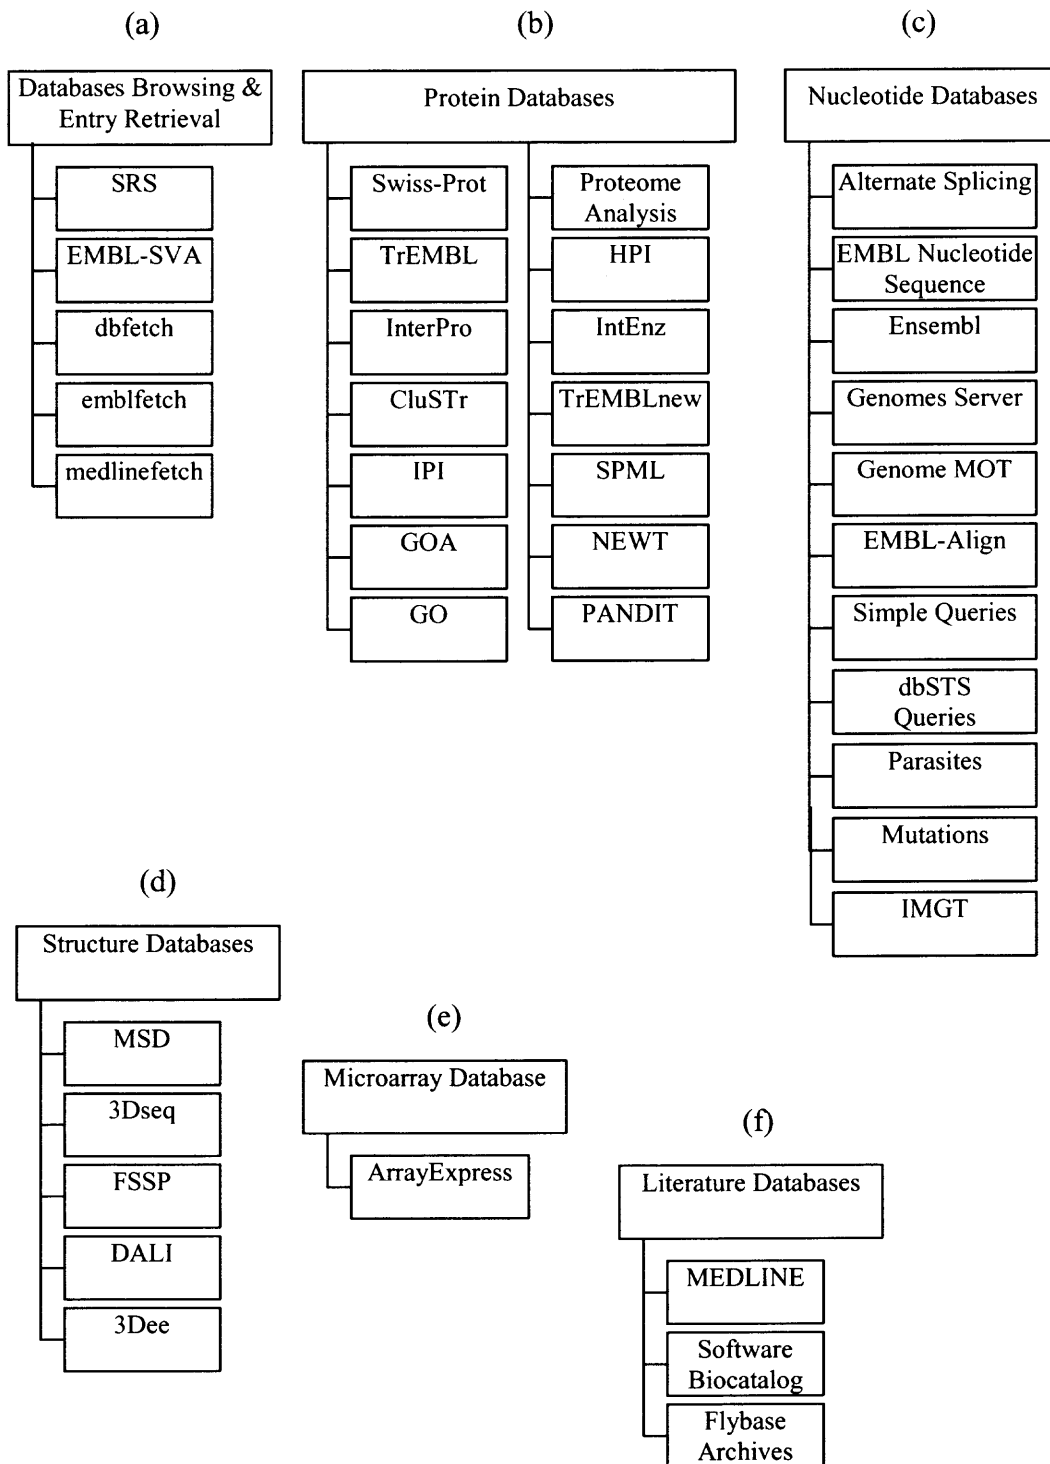 (a)
Databases Browsing &
Entry Retrieval
SRS
EMBL-SVA
dbfetch
emblfetch
medlinefetch
(b)
Protein Databases
Swiss-Prot
TrEMBL
InterPro
CluSTr
IPI
GOA
GO
Proteome
Analysis
HPI
IntEnz
TrEMBLnew
SPML
NEWT
PANDIT
(c)
Nucleotide Databases
Alternate Splicing
EMBL Nucleotide
Sequence
Ensembl
Genomes Server
Genome MOT
EMBL-Align
Simple Queries
dbSTS
Queries
Parasites
Mutations
IMGT
(d)
Structure Databases
MSD
3Dseq
FSSP
DALI
3Dee
(e)
Microarray Database
ArrayExpress
(f)
Literature Databases
MEDLINE
Software
Biocatalog
Flybase
Archives